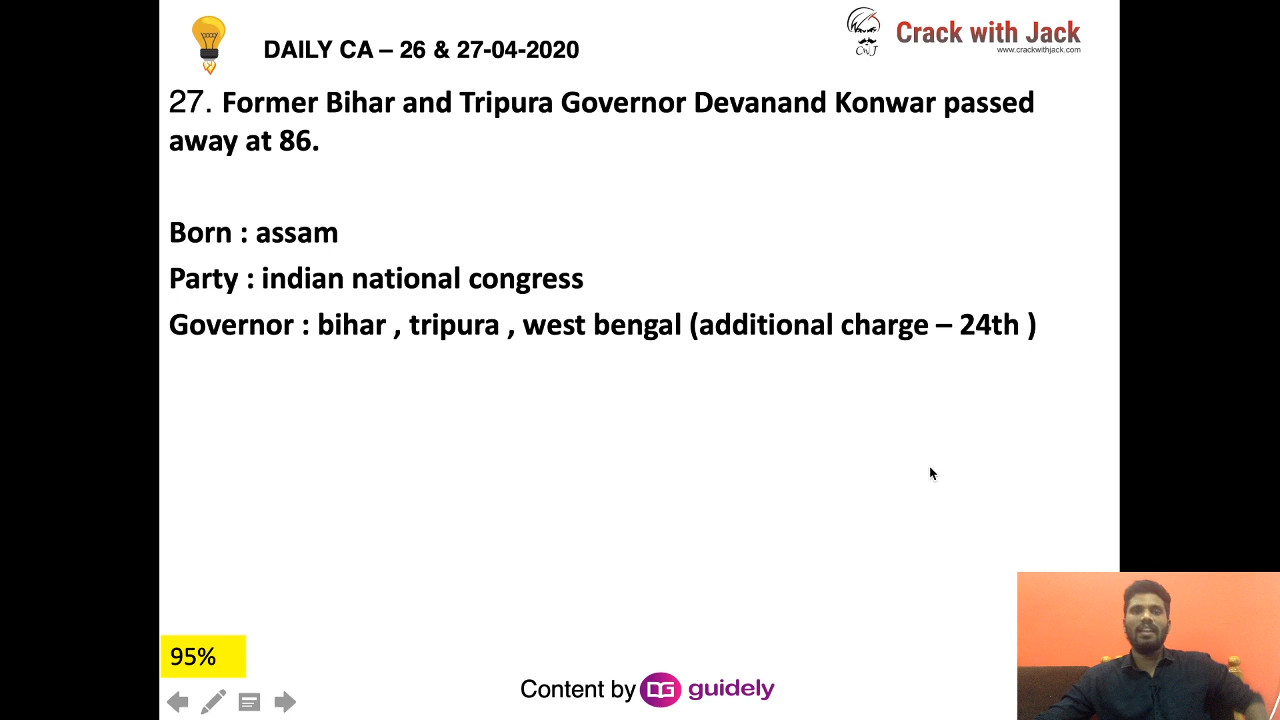 DAILY CA – 26 & 27-04-2020
CwJ
Crack with Jack
www.crackwithjack.com
27. Former Bihar and Tripura Governor Devanand Konwar passed
away at 86.
Born : assam
Party : indian national congress
Governor : bihar , tripura , west bengal (additional charge – 24th )
95%
Content by DG guidely